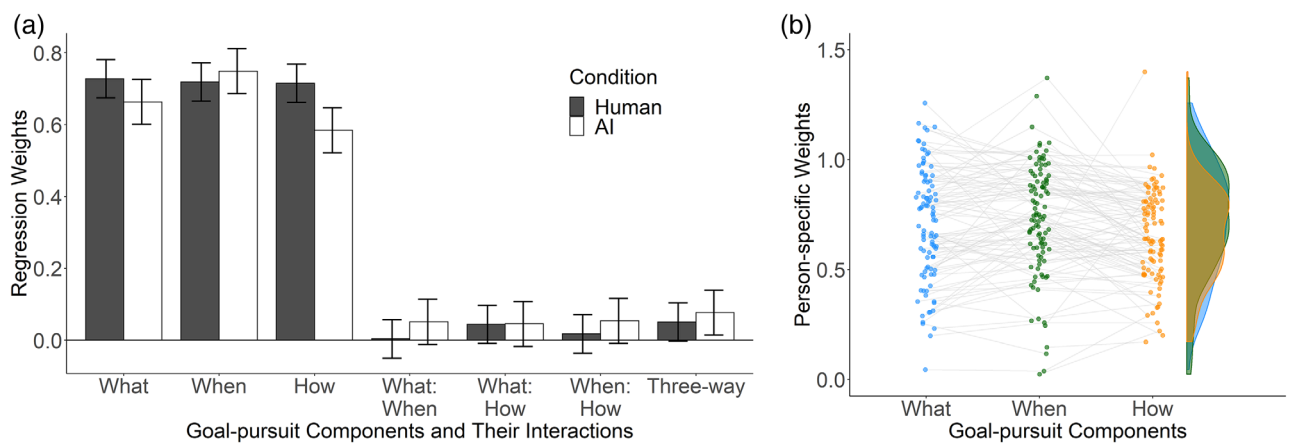 (a)
Regression Weights
0.8
0.6
0.4
0.2
0.0
Condition
Human
AI
What
When
How
What:
When
What:
How
When:
How
Three-way
Goal-pursuit Components and Their Interactions
(b)
Person-specific Weights
1.5
1.0
0.5
0.0
What
When
How
Goal-pursuit Components